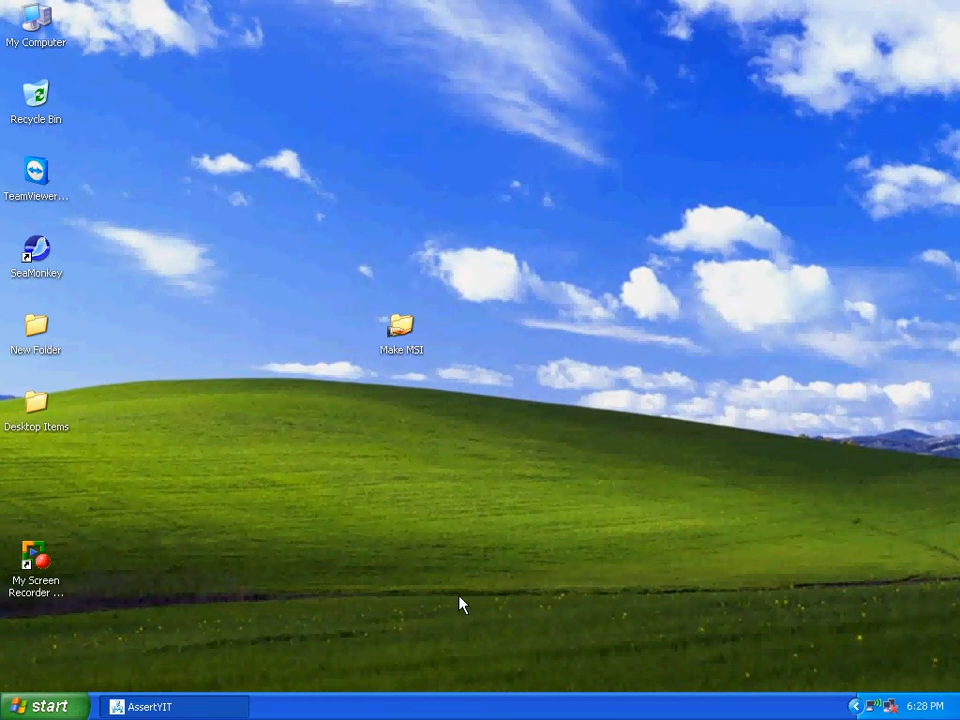 My Computer
Recycle Bin
TeamViewer...
SeaMonkey
New Folder
Make MSI
Desktop Items
My Screen
Recorder ...
start
AssertYIT
6:28 PM